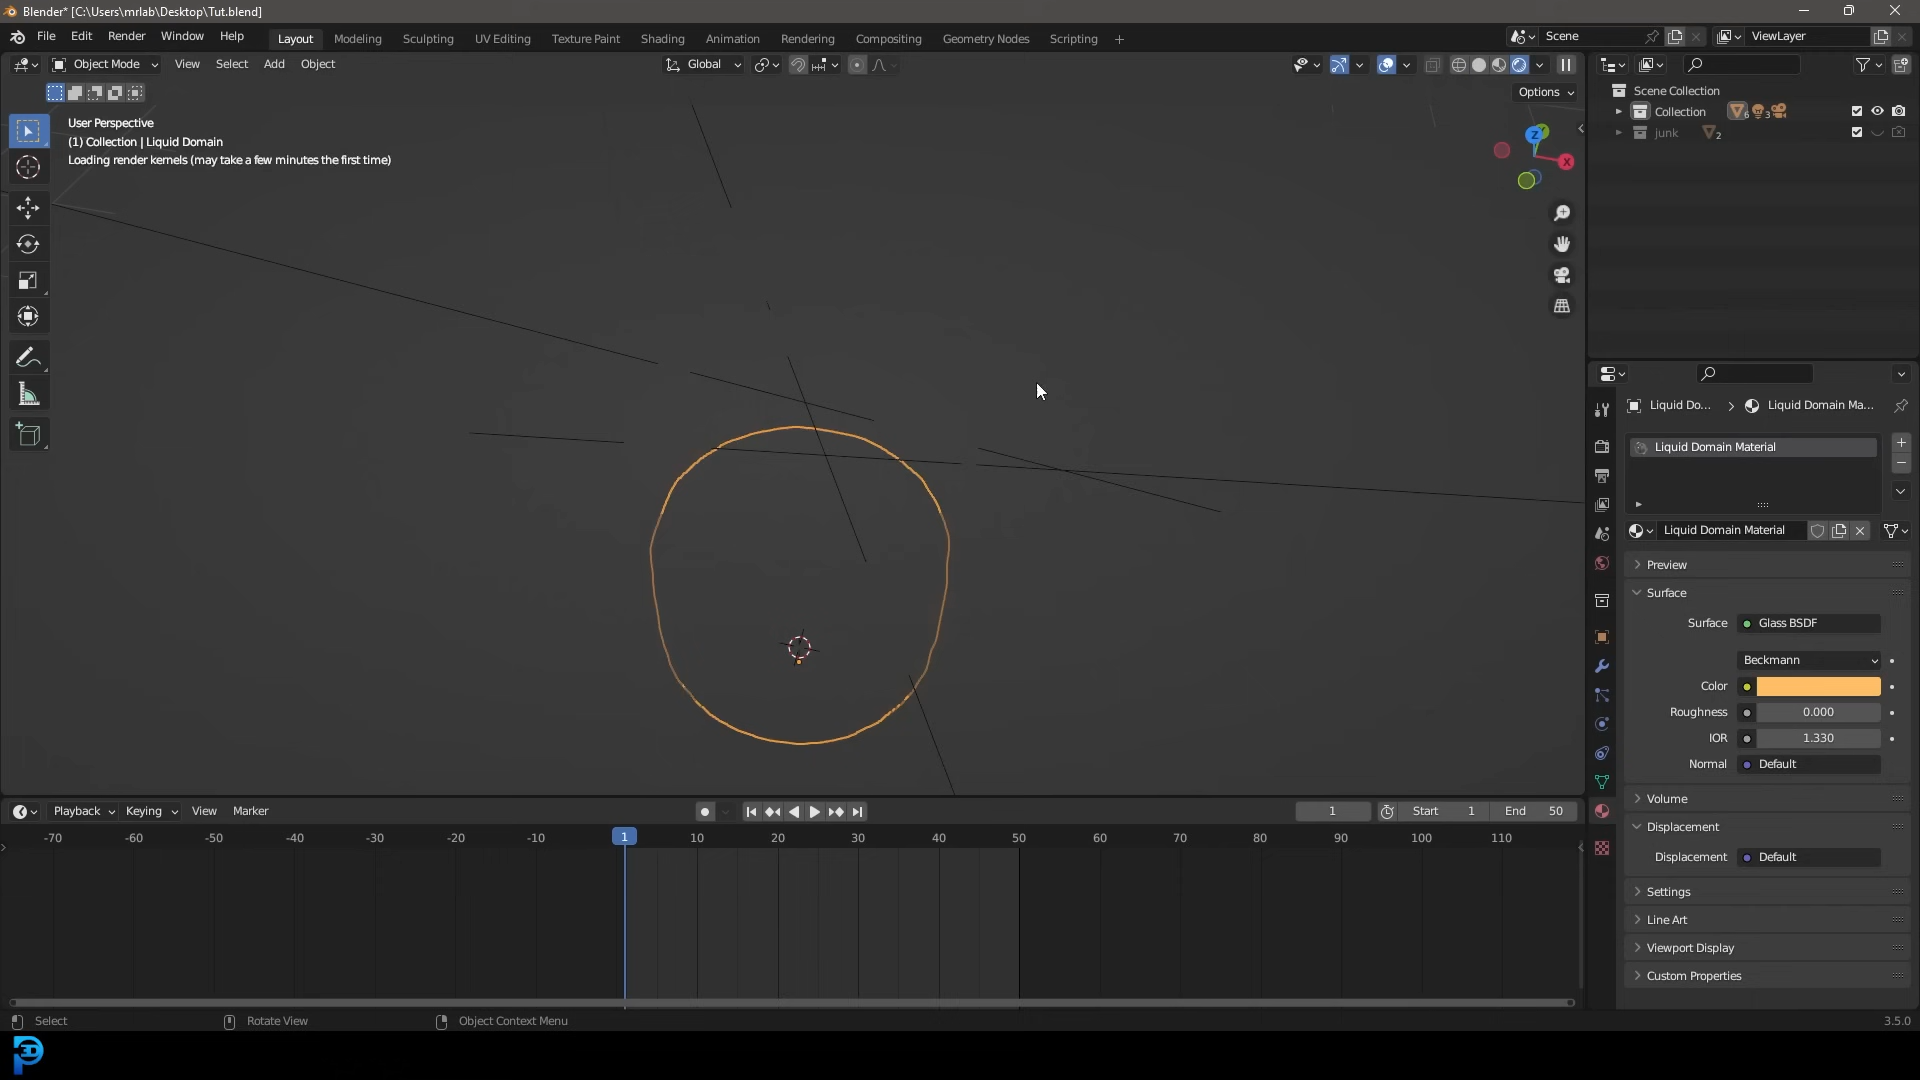 Blender* [C:\Users\mrlab\Desktop\Tut.blend]
File Edit Render Window Help Layout Modeling Sculpting UV Editing Texture Paint Shading Animation Rendering Compositing Geometry Nodes Scripting + Scene ViewLayer
Object Mode View Select Add Object Global
Options
User Perspective
(1) Collection | Liquid Domain
Loading render kernels (may take a few minutes the first time)
Z
X
Scene Collection
Collection 6 3
junk 2
Liquid Do... Liquid Domain Ma...
Liquid Domain Material
Liquid Domain Material
Preview
Surface
Surface Glass BSDF
Beckmann
Color
Roughness 0.000
IOR 1.330
Normal Default
Volume
Displacement
Displacement Default
Settings
Line Art
Viewport Display
Custom Properties
Playback Keying View Marker 1 Start 1 End 50
-70 -60 -50 -40 -30 -20 -10 1 10 20 30 40 50 60 70 80 90 100 110
Select Rotate View Object Context Menu 3.5.0
3D
P